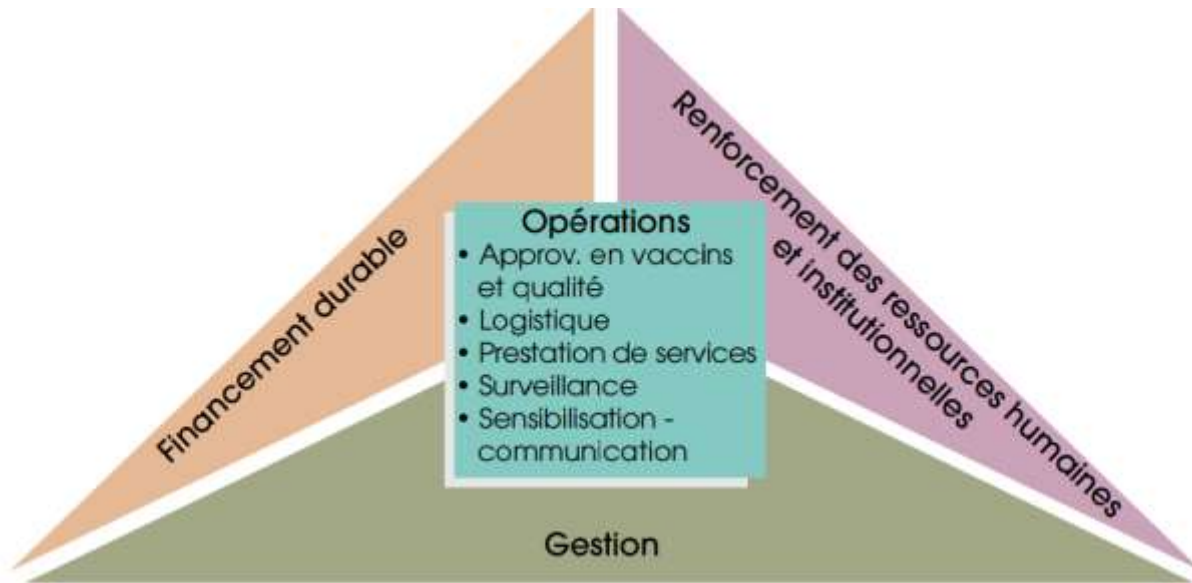 Financement durable
Renforcement des ressources humaines
et institutionnelles
Opérations
• Approv. en vaccins
et qualité
• Logistique
• Prestation de services
• Surveillance
• Sensibilisation -
communication
Gestion